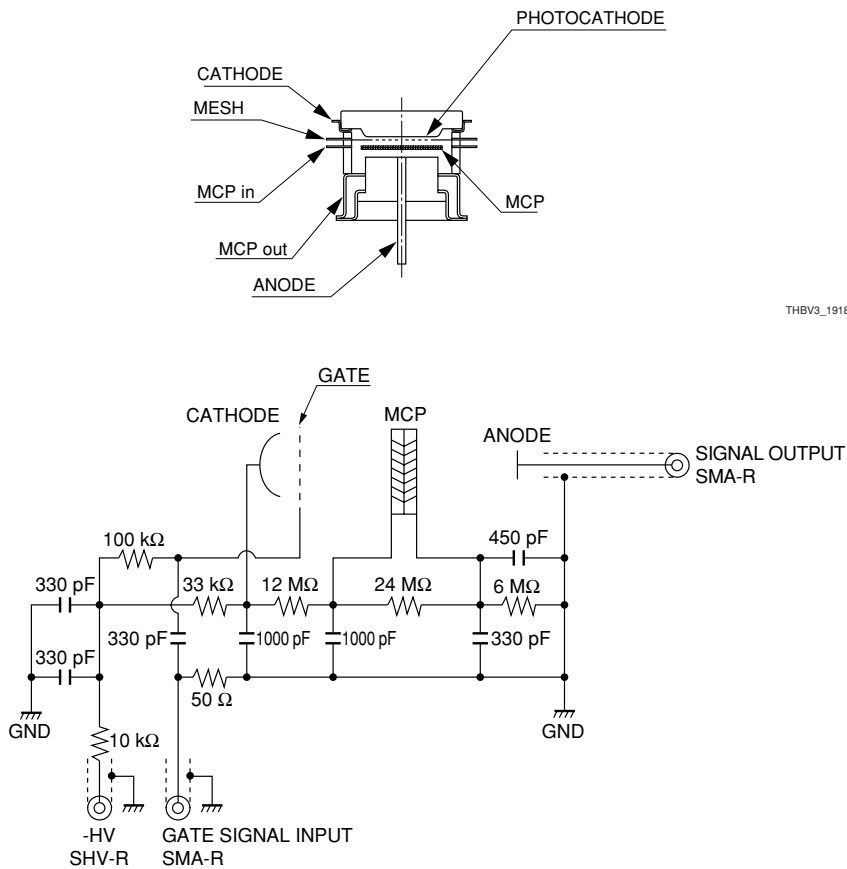 PHOTOCATHODE
CATHODE
MESH
MCP in
MCP
MCP out
ANODE
THBV3_1918
GATE
CATHODE
MCP
ANODE
SIGNAL OUTPUT
SMA-R
450 pF
100 kΩ
330 pF
33 kΩ
12 MΩ
24 MΩ
6 MΩ
330 pF
330 pF
1000 pF
1000 pF
330 pF
50 Ω
GND
GND
10 kΩ
-HV
SHV-R
GATE SIGNAL INPUT
SMA-R